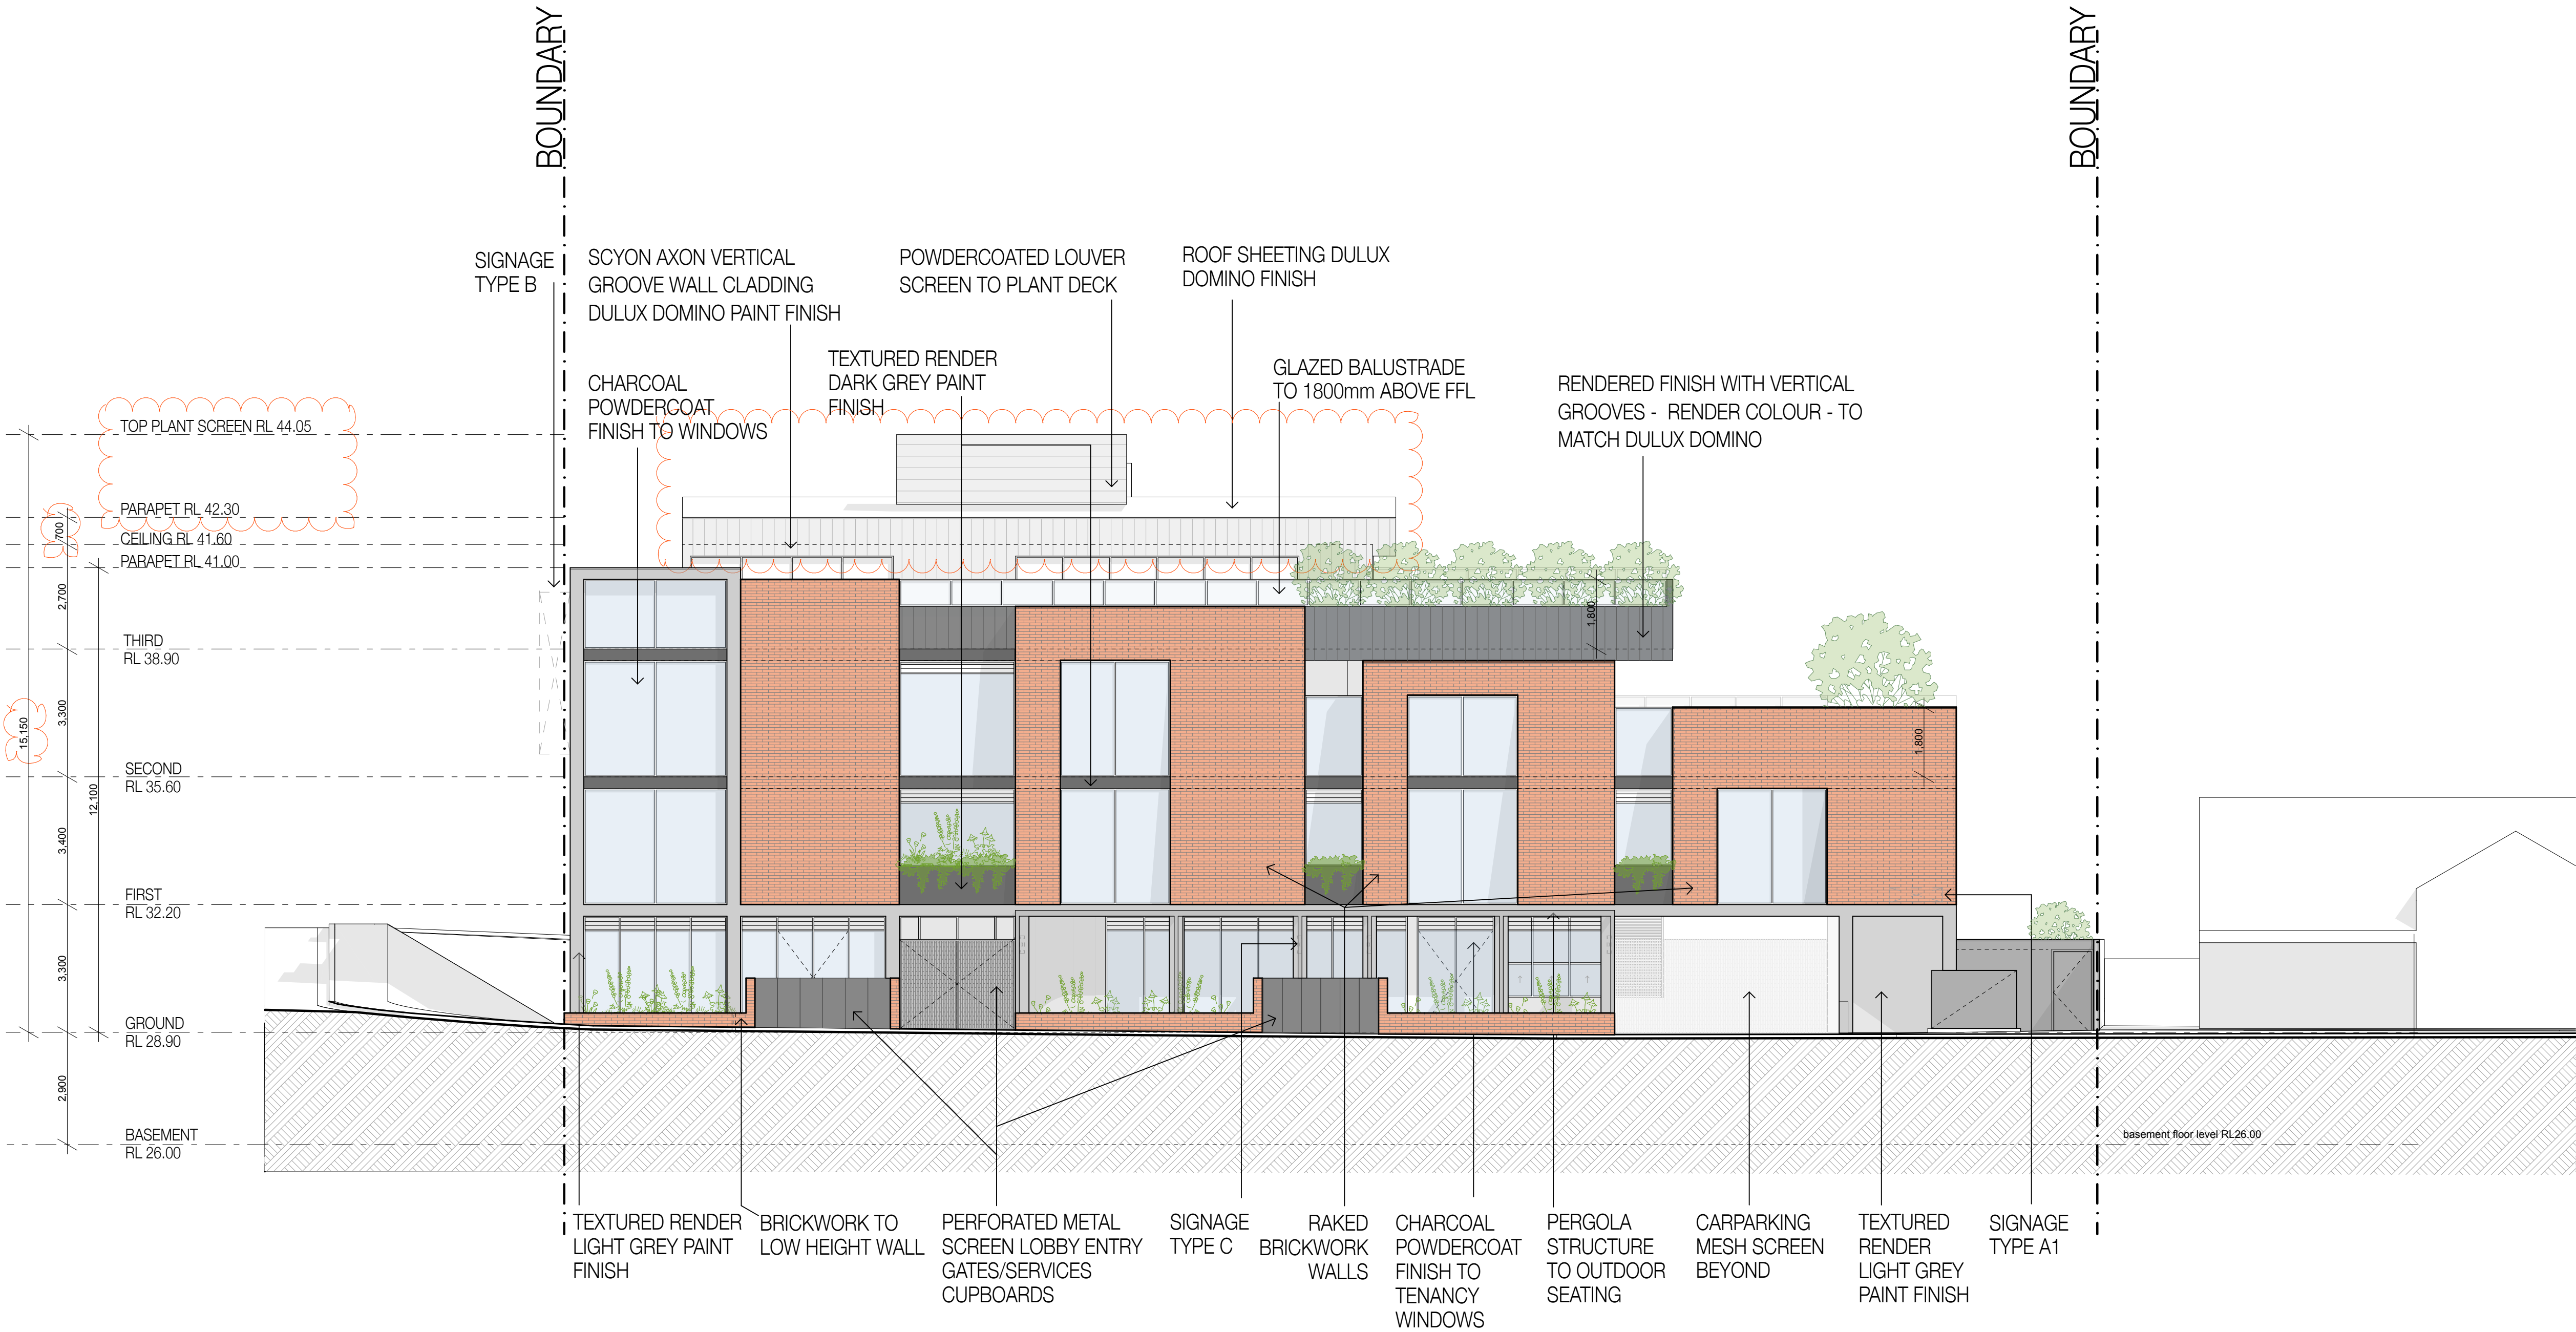 BOUNDARY
BOUNDARY
SIGNAGE
TYPE B
SCYON AXON VERTICAL
GROOVE WALL CLADDING
DULUX DOMINO PAINT FINISH
POWDERCOATED LOUVER
SCREEN TO PLANT DECK
ROOF SHEETING DULUX
DOMINO FINISH
CHARCOAL
POWDERCOAT
FINISH TO WINDOWS
TEXTURED RENDER
DARK GREY PAINT
FINISH
GLAZED BALUSTRADE
TO 1800mm ABOVE FFL
RENDERED FINISH WITH VERTICAL
GROOVES - RENDER COLOUR - TO
MATCH DULUX DOMINO
TOP PLANT SCREEN RL 44.05
PARAPET RL 42.30
CEILING RL 41.60
PARAPET RL 41.00
THIRD
RL 38.90
SECOND
RL 35.60
FIRST
RL 32.20
GROUND
RL 28.90
BASEMENT
RL 26.00
700
2,700
3,300
3,400
3,300
2,900
15,150
12,100
1,800
1,800
basement floor level RL26.00
TEXTURED RENDER
LIGHT GREY PAINT
FINISH
BRICKWORK TO
LOW HEIGHT WALL
PERFORATED METAL
SCREEN LOBBY ENTRY
GATES/SERVICES
CUPBOARDS
SIGNAGE
TYPE C
RAKED
BRICKWORK
WALLS
CHARCOAL
POWDERCOAT
FINISH TO
TENANCY
WINDOWS
PERGOLA
STRUCTURE
TO OUTDOOR
SEATING
CARPARKING
MESH SCREEN
BEYOND
TEXTURED
RENDER
LIGHT GREY
PAINT FINISH
SIGNAGE
TYPE A1